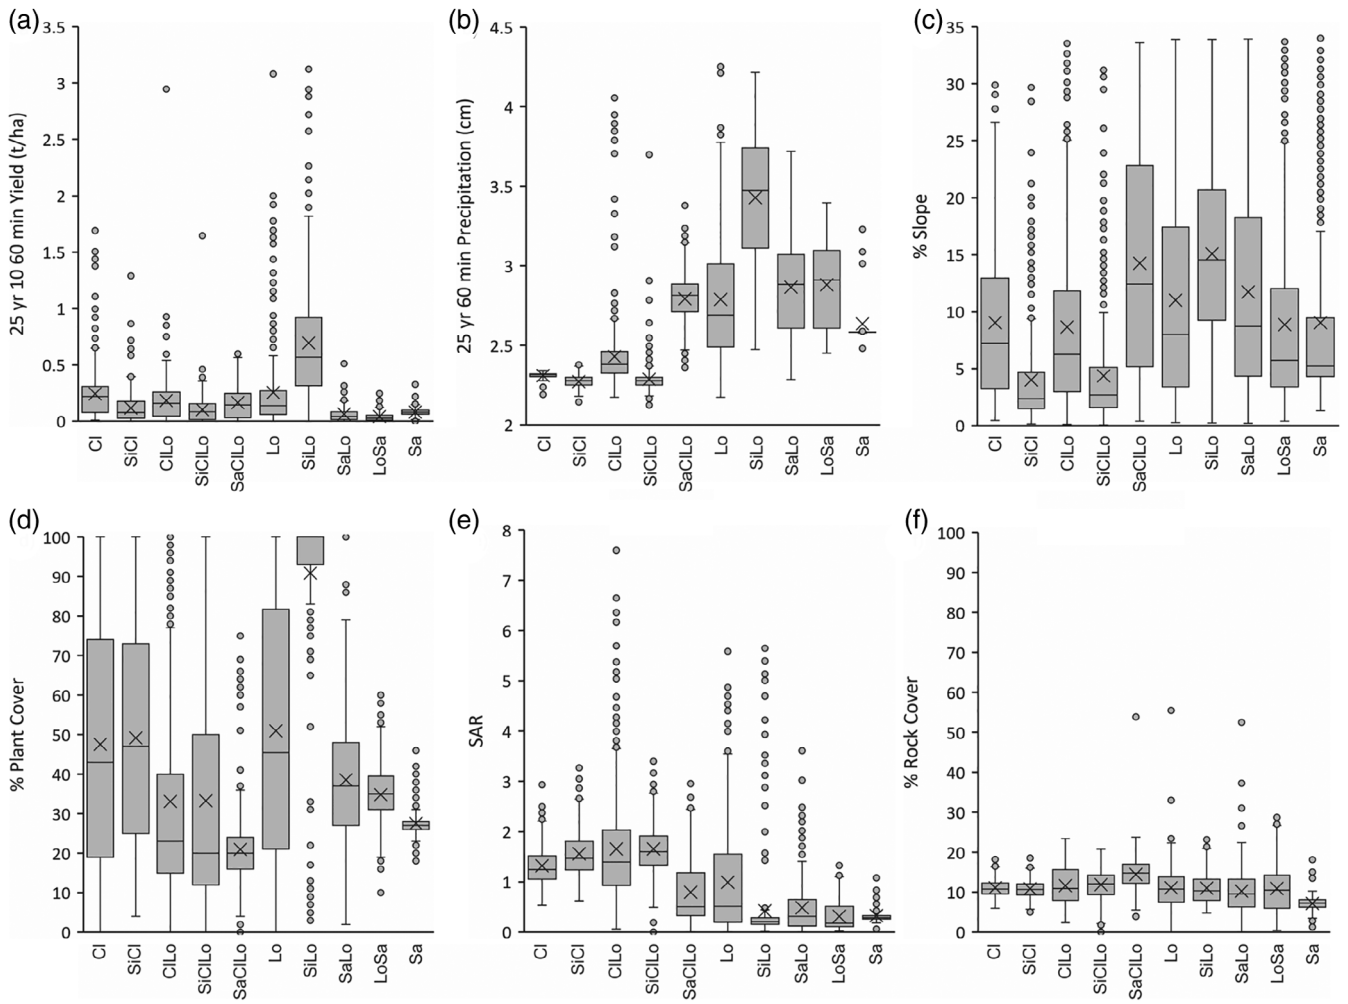 (a)
25 yr 10 60 min Yield (t/ha)
3.5
3
2.5
2
1.5
1
0.5
0
Cl
SiCl
ClLo
SiClLo
SaClLo
Lo
SiLo
SaLo
LoSa
Sa
(b)
25 yr 60 min Precipitation (cm)
4.5
4
3.5
3
2.5
2
Cl
SiCl
ClLo
SiClLo
SaClLo
Lo
SiLo
SaLo
LoSa
Sa
(c)
% Slope
35
30
25
20
15
10
5
0
Cl
SiCl
ClLo
SiClLo
SaClLo
Lo
SiLo
SaLo
LoSa
Sa
(d)
% Plant Cover
100
90
80
70
60
50
40
30
20
10
0
Cl
SiCl
ClLo
SiClLo
SaClLo
Lo
SiLo
SaLo
LoSa
Sa
(e)
SAR
8
7
6
5
4
3
2
1
0
Cl
SiCl
ClLo
SiClLo
SaClLo
Lo
SiLo
SaLo
LoSa
Sa
(f)
% Rock Cover
100
90
80
70
60
50
40
30
20
10
0
Cl
SiCl
ClLo
SiClLo
SaClLo
Lo
SiLo
SaLo
LoSa
Sa